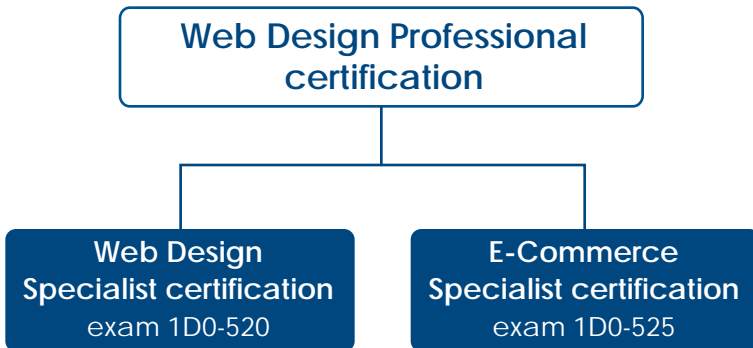 Web Design Professional
certification
Web Design
Specialist certification
exam 1D0-520
E-Commerce
Specialist certification
exam 1D0-525